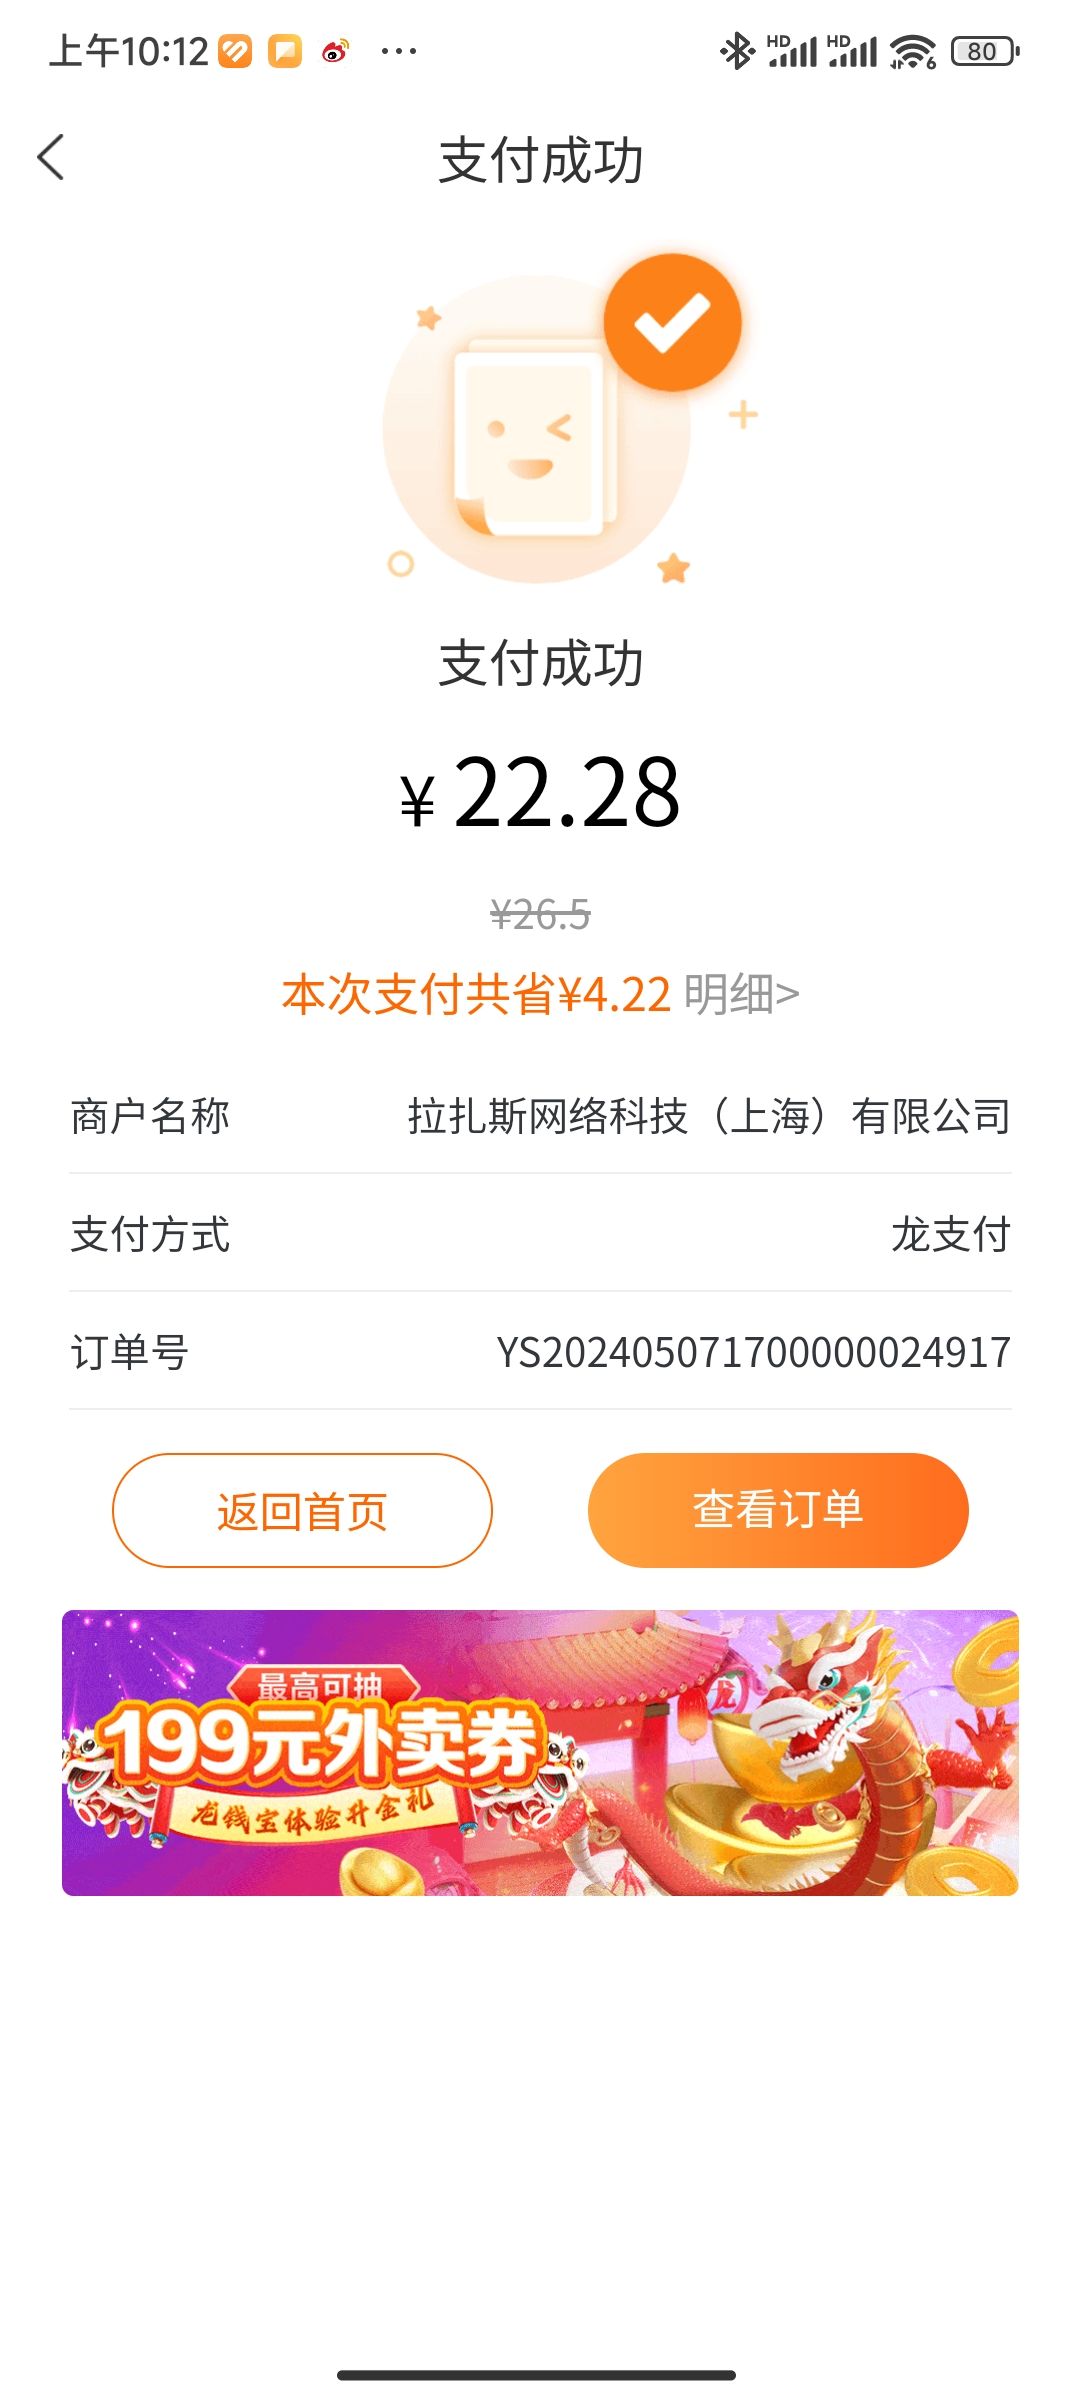 上午10:12
HD HD 6 80
支付成功
支付成功
¥ 22.28
¥26.5
本次支付共省¥4.22 明细>
商户名称 拉扎斯网络科技（上海）有限公司
支付方式 龙支付
订单号 YS202405071700000024917
返回首页 查看订单
最高可抽
199元外卖券
龙钱宝体验升金礼
龙